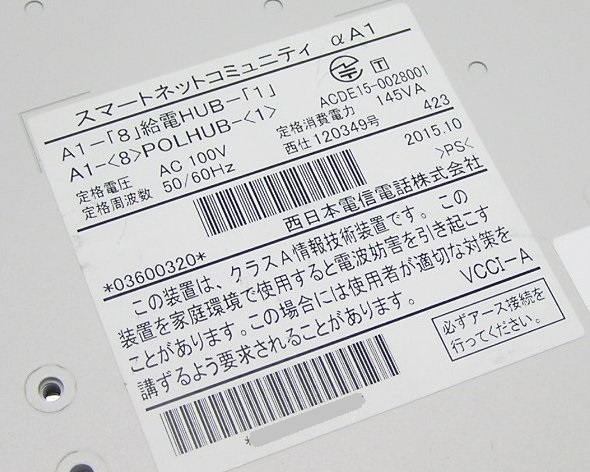 スマートネットコミュニティ αA1
A1-「8」給電HUB-「1」
A1-<8>POLHUB-<1>
T ACDE15-0028001
定格電圧 AC 100V 定格消費電力 145VA
定格周波数 50/60Hz 西仕 120349号 423
2015.10
>PS<
*03600320* 西日本電信電話株式会社
この装置は、クラスA情報技術装置です。この
装置を家庭環境で使用すると電波妨害を引き起こす
ことがあります。この場合には使用者が適切な対策を
講ずるよう要求されることがあります。 VCCI-A
必ずアース接続を
行ってください。